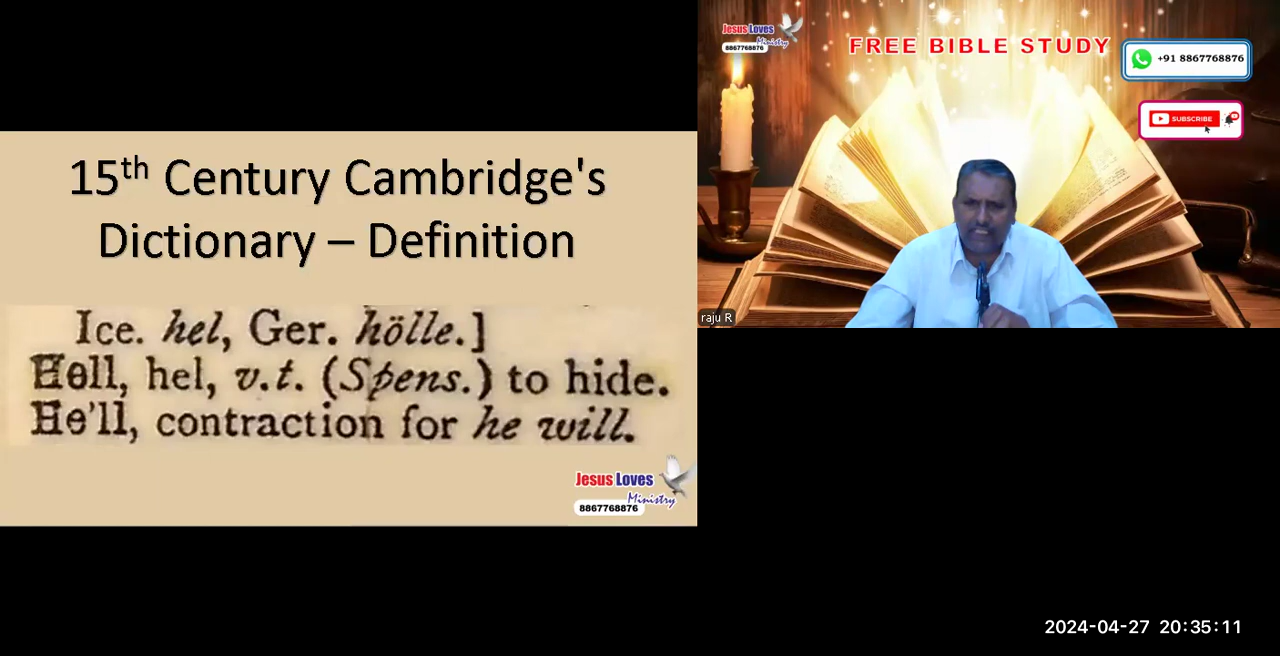 15th Century Cambridge's
Dictionary – Definition
Ice. hel, Ger. hölle.]
Hell, hel, v.t. (Spens.) to hide.
He'll, contraction for he will.
Jesus Loves
Ministry
8867768876
Jesus Loves
Ministry
8867768876
FREE BIBLE STUDY
+91 8867768876
SUBSCRIBE
raju R
2024-04-27 20:35:11